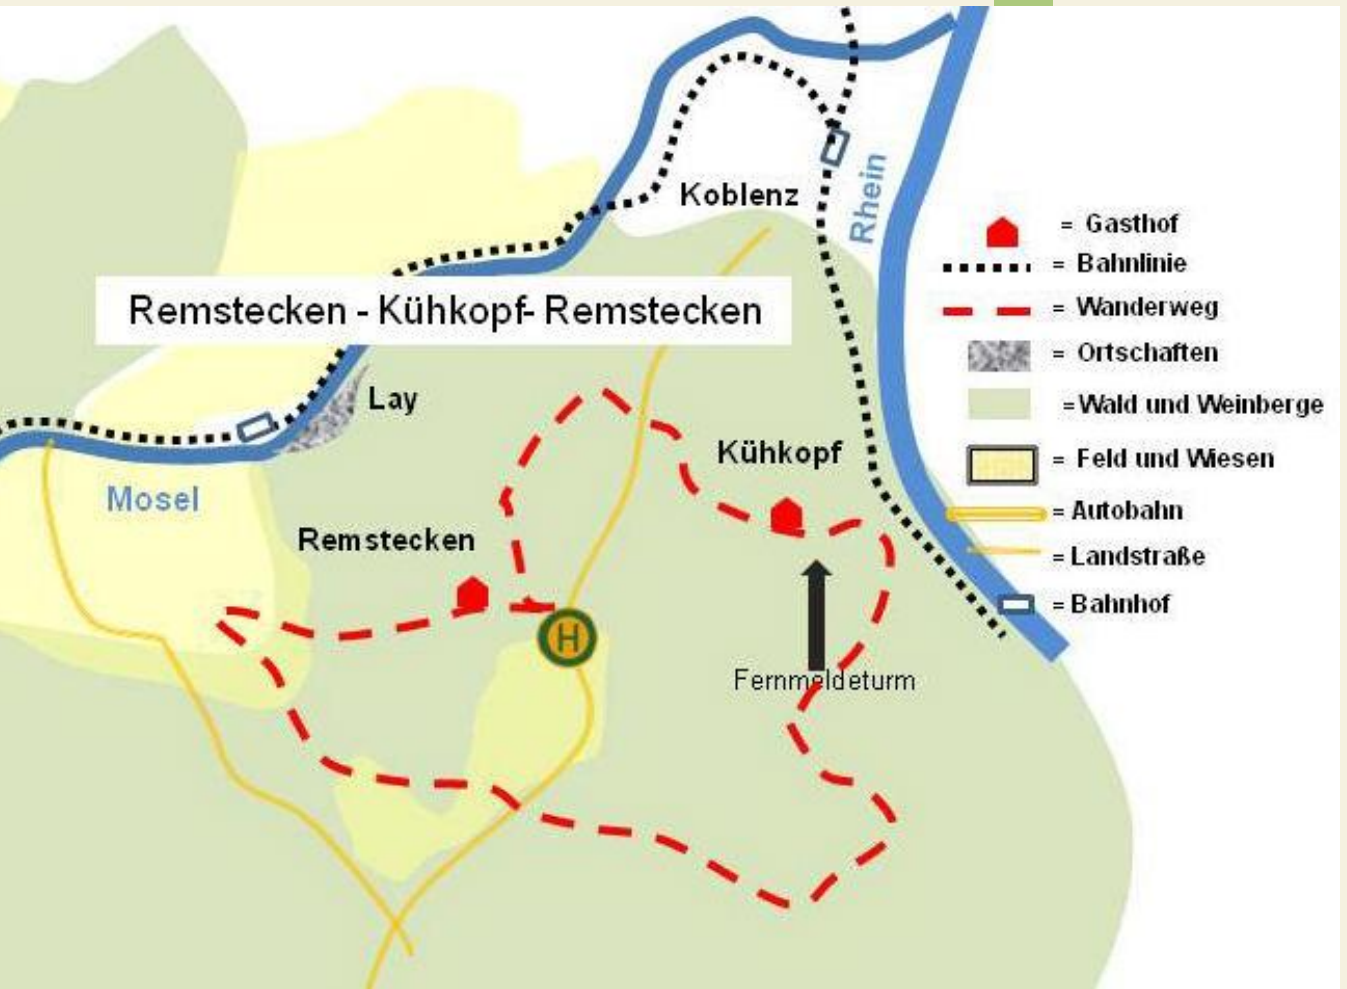 Koblenz
Rhein
Remstecken - Kühkopf- Remstecken
Lay
Mosel
Kühkopf
Remstecken
H
Fernmeldeturm
= Gasthof
= Bahnlinie
= Wanderweg
= Ortschaften
=Wald und Weinberge
= Feld und Wiesen
= Autobahn
=Landstraße
= Bahnhof